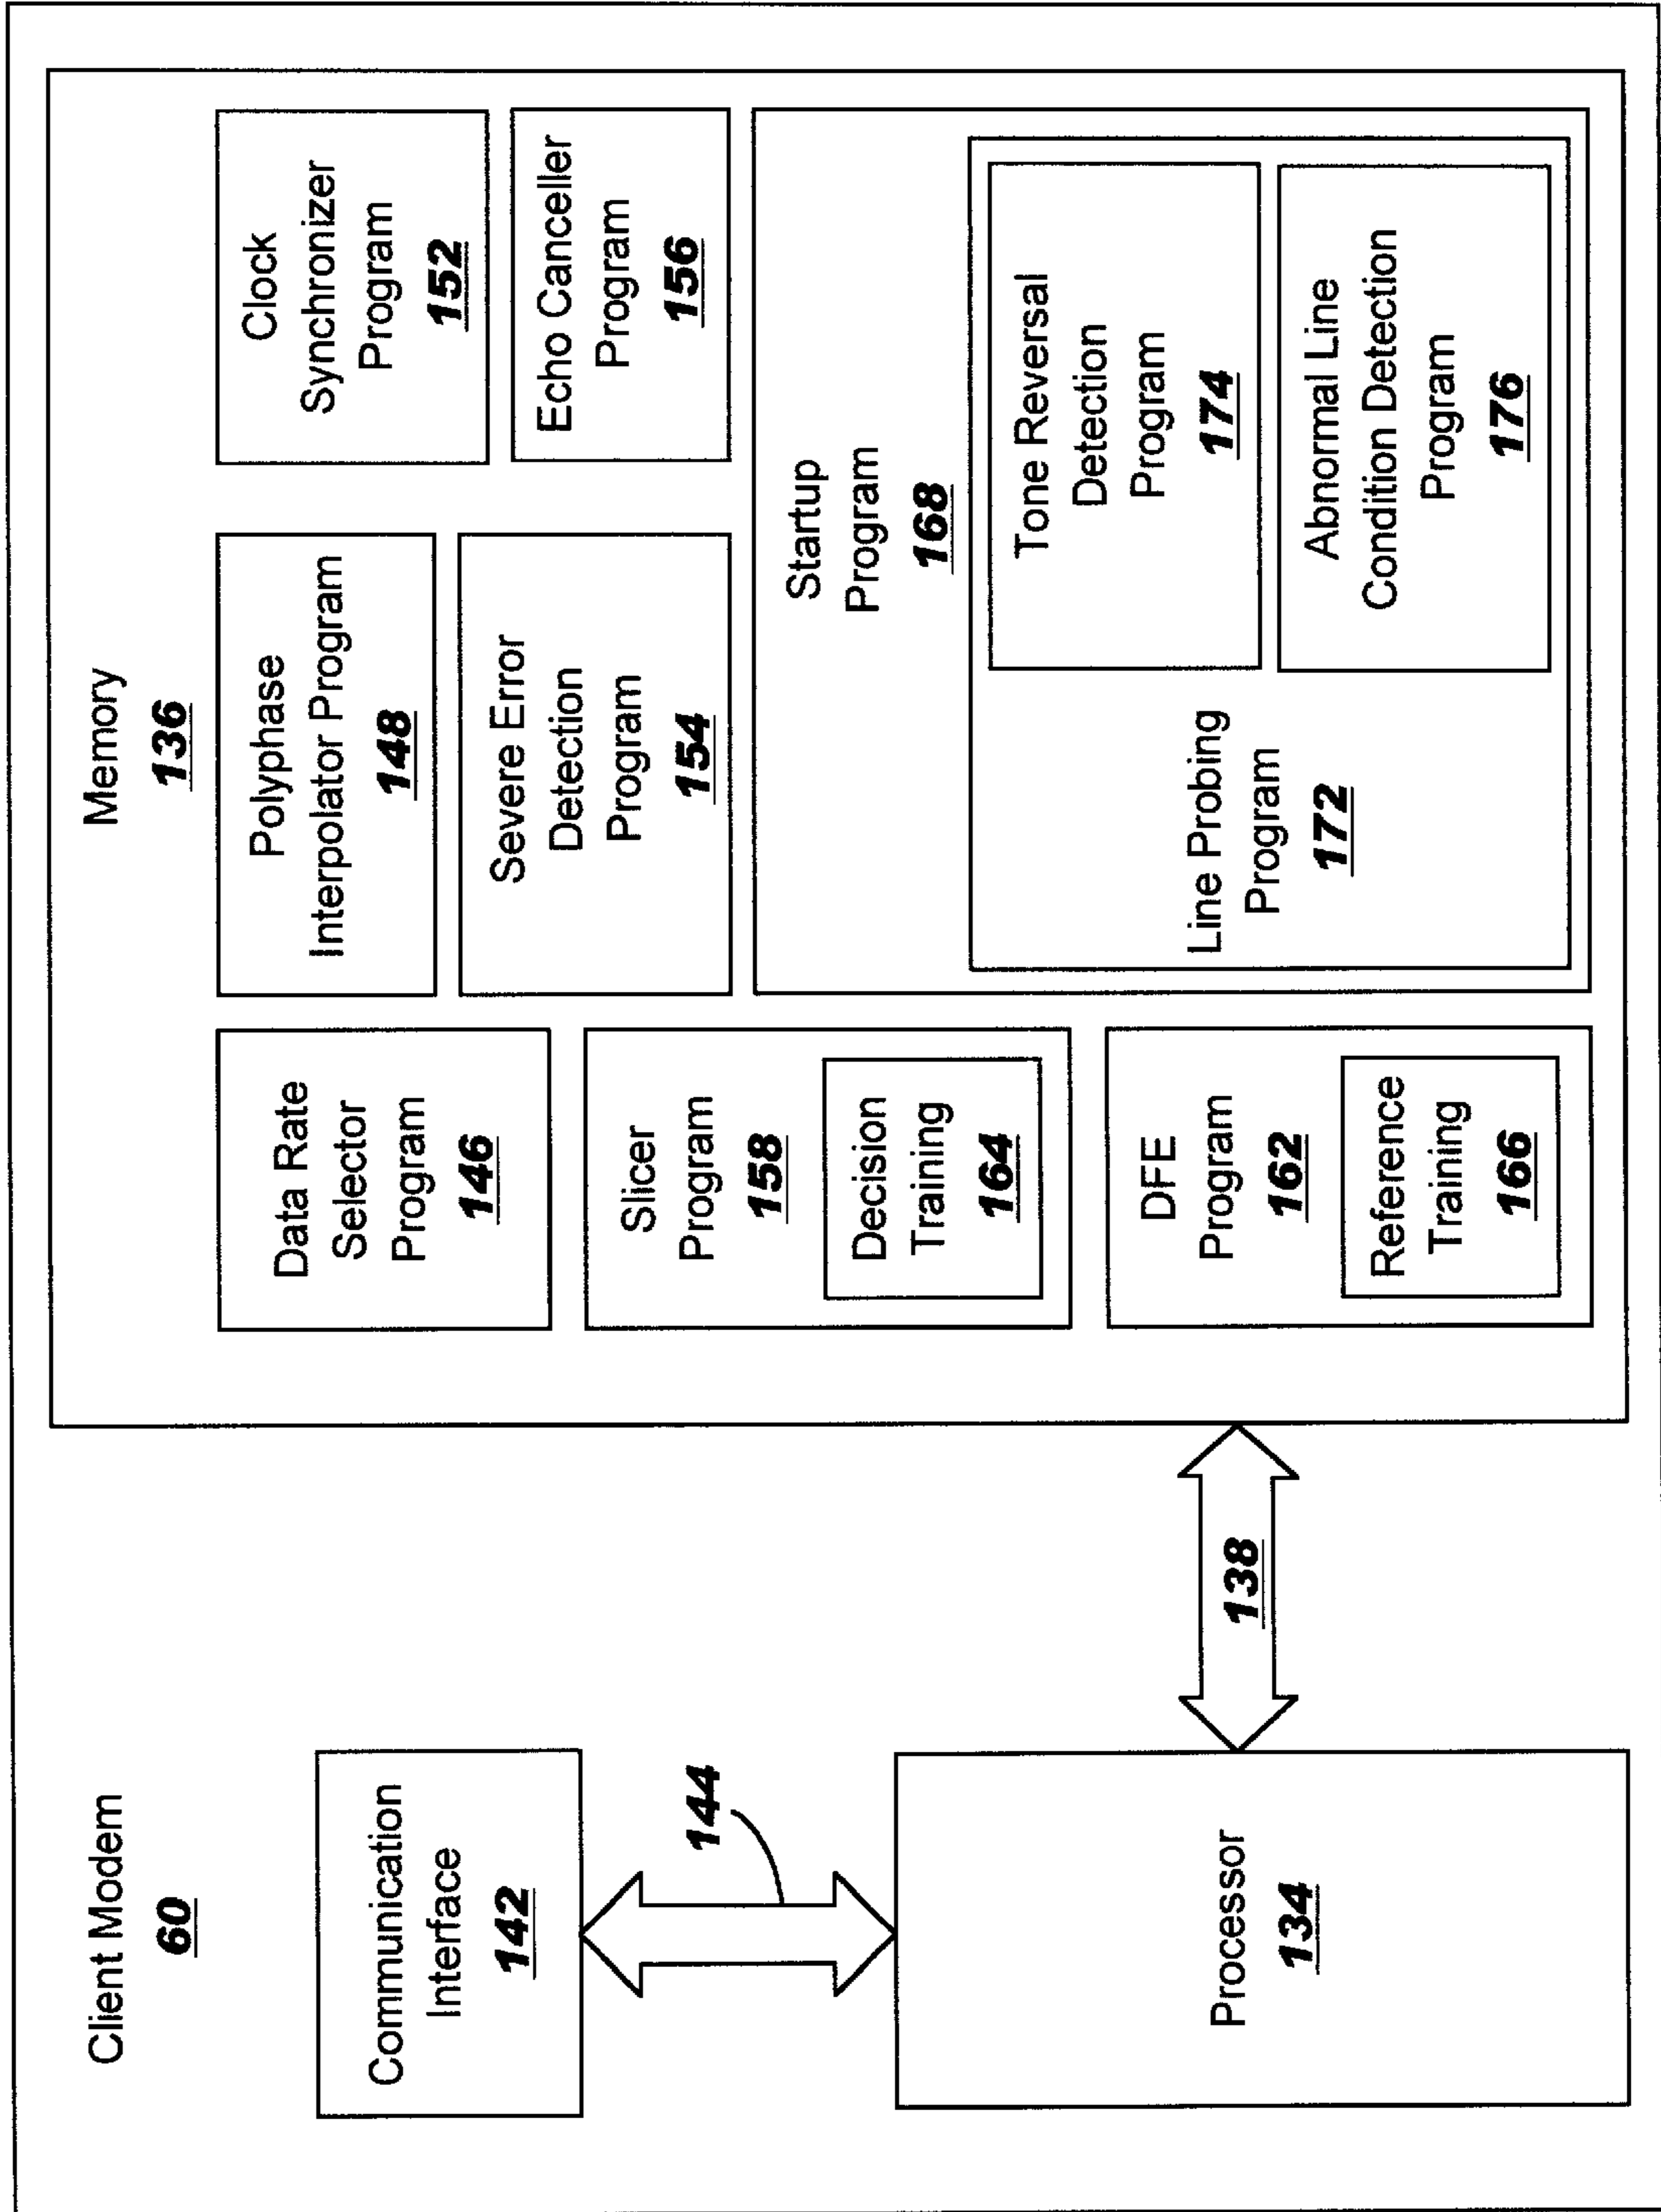 Client Modem
60
Communication
Interface
142
144
Processor
134
138
Memory
136
Data Rate
Selector
Program
146
Slicer
Program
158
Decision
Training
164
DFE
Program
162
Reference
Training
166
Polyphase
Interpolator Program
148
Severe Error
Detection
Program
154
Clock
Synchronizer
Program
152
Echo Canceller
Program
156
Startup
Program
168
Line Probing
Program
172
Tone Reversal
Detection
Program
174
Abnormal Line
Condition Detection
Program
176